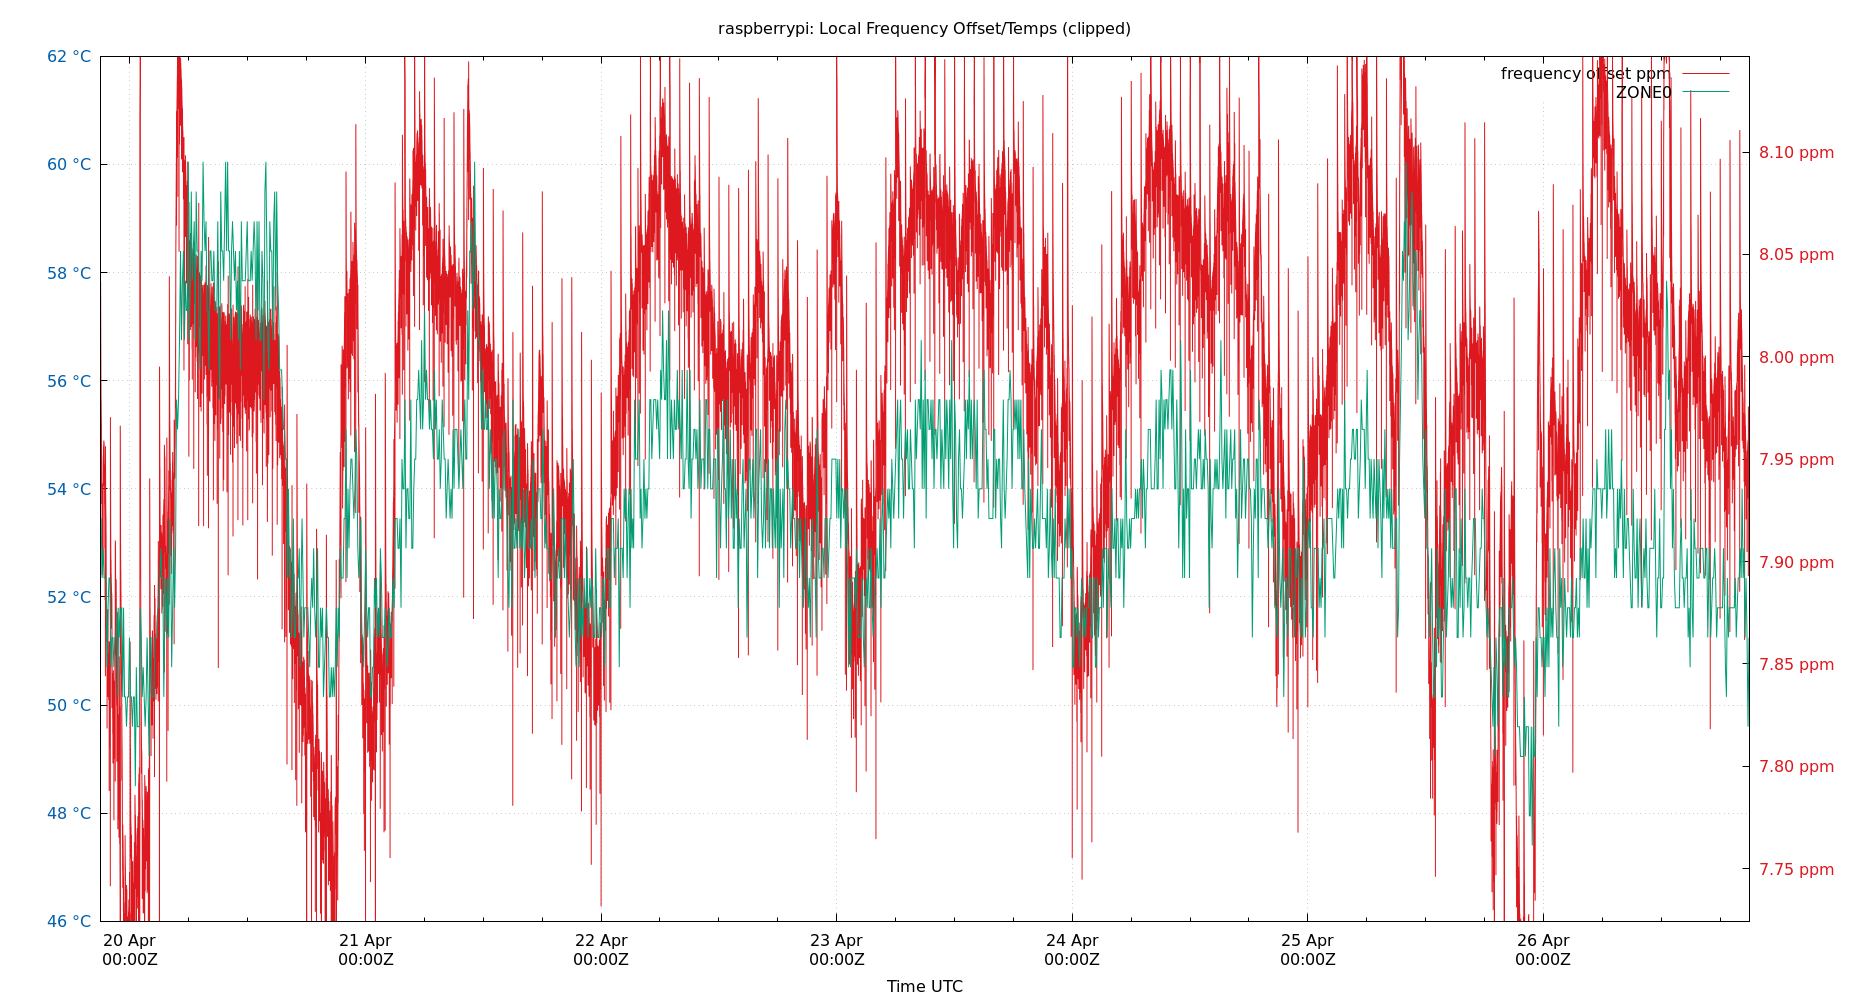 raspberrypi: Local Frequency Offset/Temps (clipped)
frequency offset ppm
ZONE0
62 °C
60 °C
58 °C
56 °C
54 °C
52 °C
50 °C
48 °C
46 °C
8.10 ppm
8.05 ppm
8.00 ppm
7.95 ppm
7.90 ppm
7.85 ppm
7.80 ppm
7.75 ppm
20 Apr
00:00Z
21 Apr
00:00Z
22 Apr
00:00Z
23 Apr
00:00Z
24 Apr
00:00Z
25 Apr
00:00Z
26 Apr
00:00Z
Time UTC